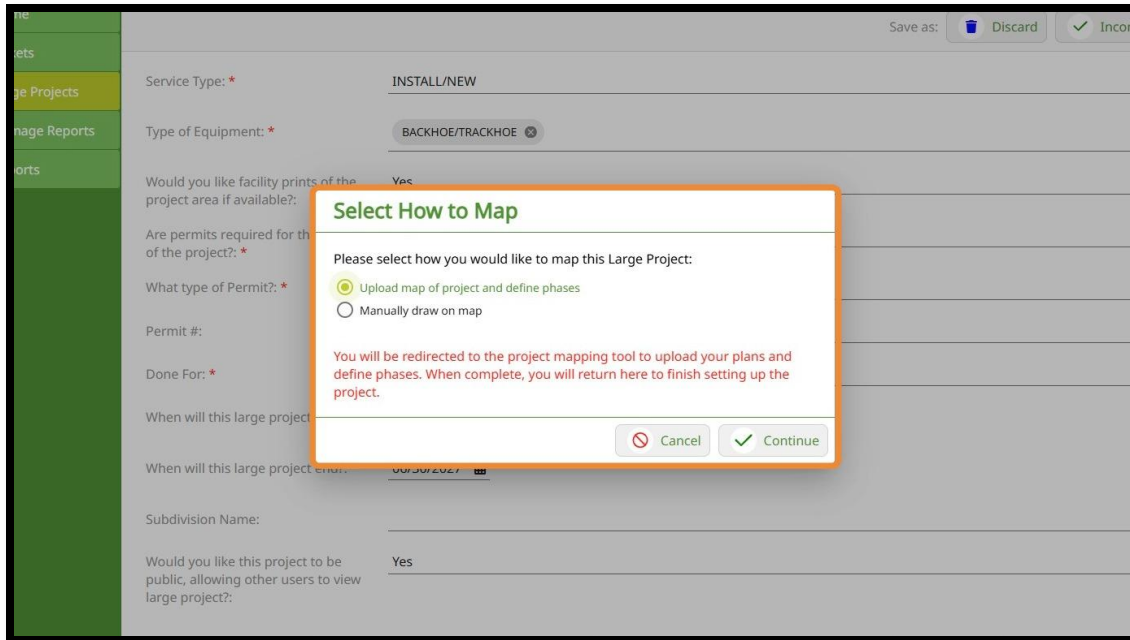 Save as:
Discard
Service Type: *
INSTALL/NEW
ge Projects
Type of Equipment: *
BACKHOE/TRACKHOE
nage Reports
Would you like facility prints of the
project area if available?:
Yes
Select How to Map
Are permits required for th
of the project?: *
Please select how you would like to map this Large Project:
What type of Permit?: *
Upload map of project and define phases
Manually draw on map
Permit #:
You will be redirected to the project mapping tool to upload your plans and
define phases. When complete, you will return here to finish setting up the
project.
Done For: *
When will this large project
Cancel
Continue
When will this large project end?:
06/30/2027
Subdivision Name:
Would you like this project to be
public, allowing other users to view
large project?:
Yes